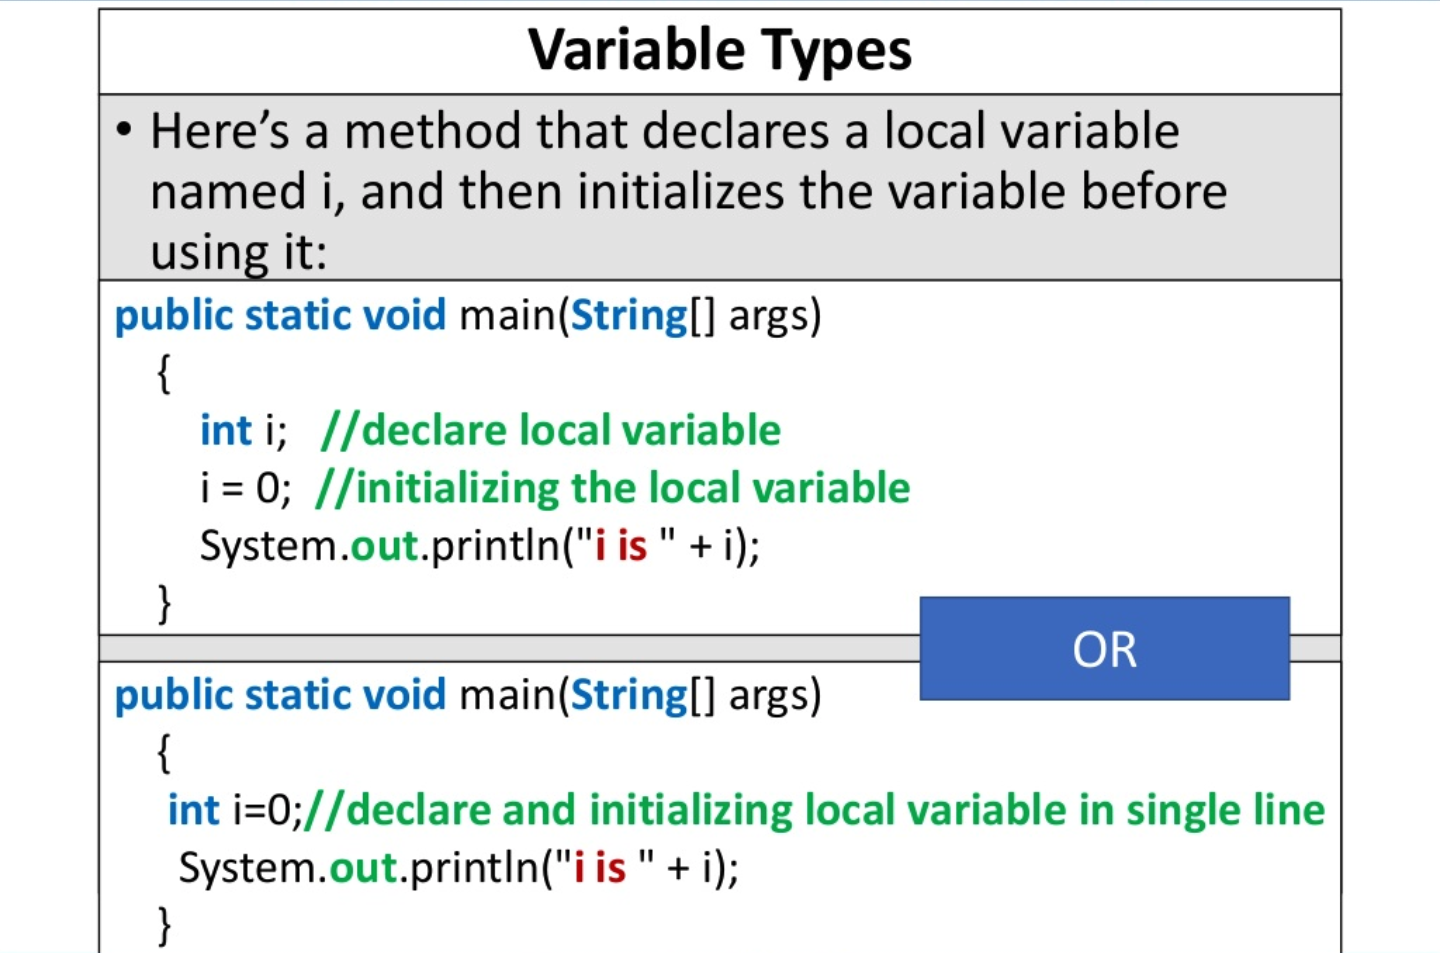 Variable Types
• Here’s a method that declares a local variable
named i, and then initializes the variable before
using it:
public static void main(String[] args)
{
int i; //declare local variable
i = 0; //initializing the local variable
System.out.println("i is " + i);
}
OR
public static void main(String[] args)
{
int i=0;//declare and initializing local variable in single line
System.out.println("i is " + i);
}